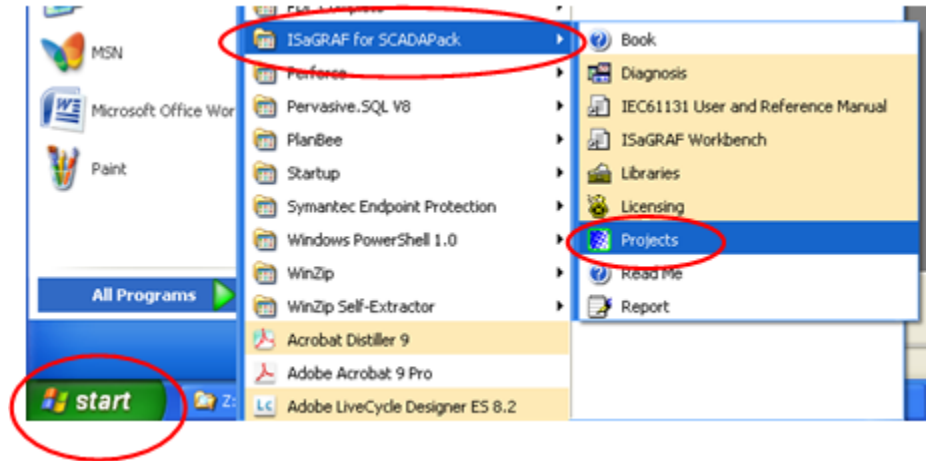 MSN
Microsoft Office Wor
Paint
All Programs
start
Z:
ISaGRAF for SCADAPack
Perforce
Pervasive.SQL V8
PlanBee
Startup
Symantec Endpoint Protection
Windows PowerShell 1.0
WinZip
WinZip Self-Extractor
Acrobat Distiller 9
Adobe Acrobat 9 Pro
Lc Adobe LiveCycle Designer ES 8.2
Book
Diagnosis
IEC61131 User and Reference Manual
ISaGRAF Workbench
Libraries
Licensing
Projects
Read Me
Report